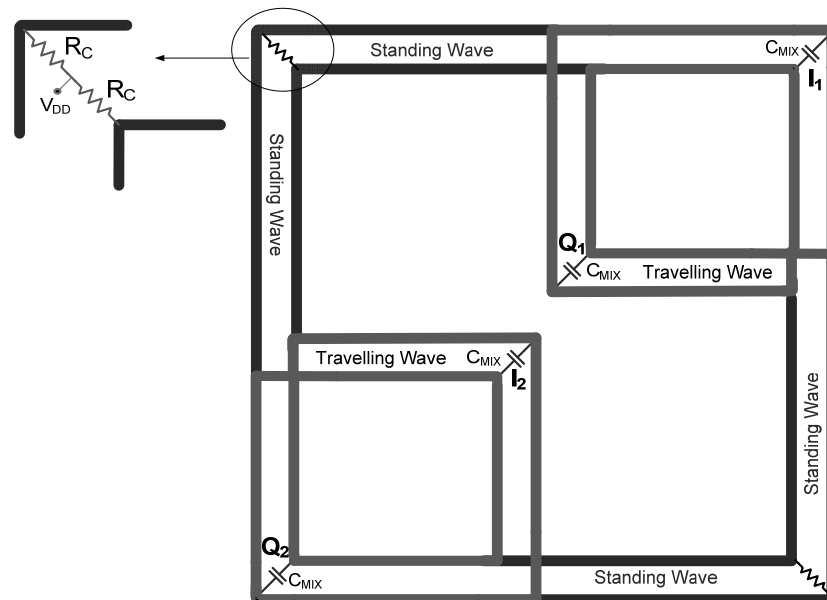 R_C
R_C
V_DD
Standing Wave
C_MIX
I_1
Standing Wave
Q_1
C_MIX
Travelling Wave
Travelling Wave
C_MIX
I_2
Standing Wave
Q_2
C_MIX
Standing Wave